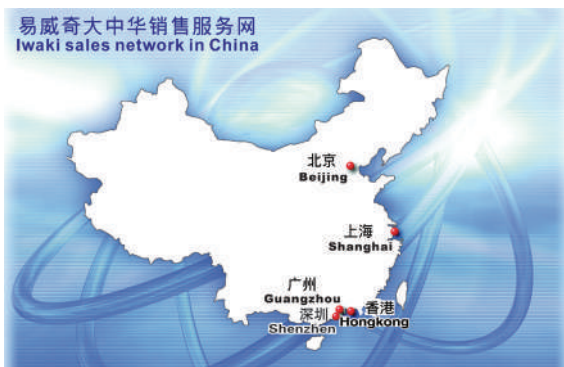 易威奇大中华销售服务网
Iwaki sales network in China
北京
Beijing
上海
Shanghai
广州
Guangzhou
深圳
Shenzhen
香港
Hongkong